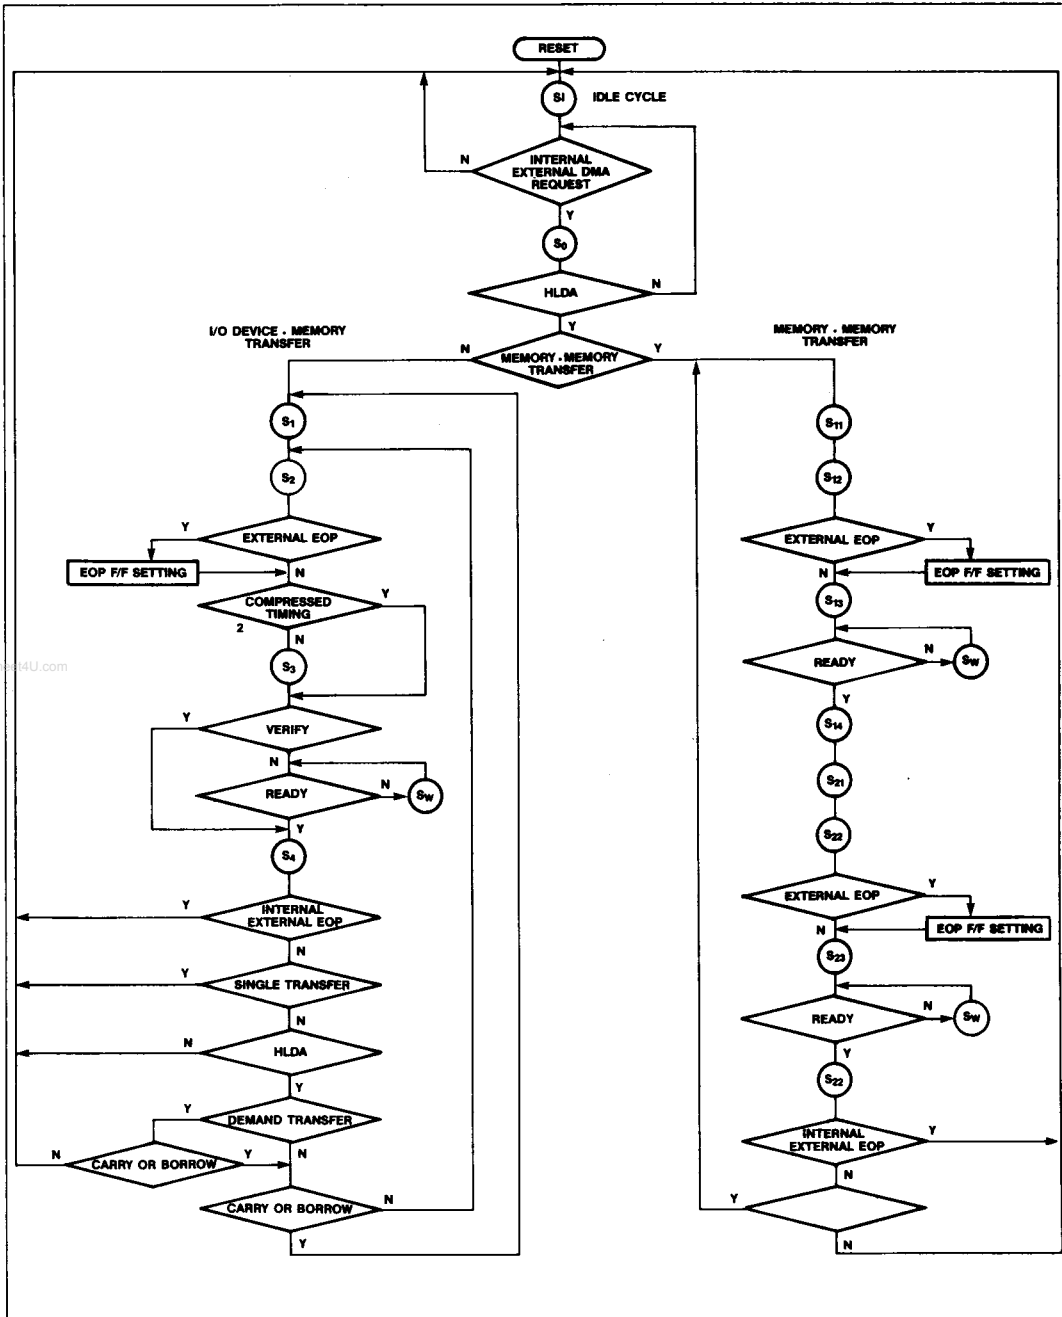 RESET
SI IDLE CYCLE
N
INTERNAL
EXTERNAL DMA
REQUEST
Y
S0
HLDA
N
Y
I/O DEVICE - MEMORY
TRANSFER
N
MEMORY - MEMORY
TRANSFER
Y
MEMORY - MEMORY
TRANSFER
S1
S2
Y
EXTERNAL EOP
EOP F/F SETTING
N
COMPRESSED
TIMING
Y
2
N
S3
Y
VERIFY
N
READY
N
SW
Y
S4
Y
INTERNAL
EXTERNAL EOP
N
Y
SINGLE TRANSFER
N
N
HLDA
Y
Y
DEMAND TRANSFER
N
N
CARRY OR BORROW
Y
CARRY OR BORROW
N
Y
S11
S12
EXTERNAL EOP
Y
N
EOP F/F SETTING
S13
READY
N
SW
Y
S14
S21
S22
EXTERNAL EOP
Y
N
EOP F/F SETTING
S23
READY
N
SW
Y
S22
INTERNAL
EXTERNAL EOP
Y
N
Y
N